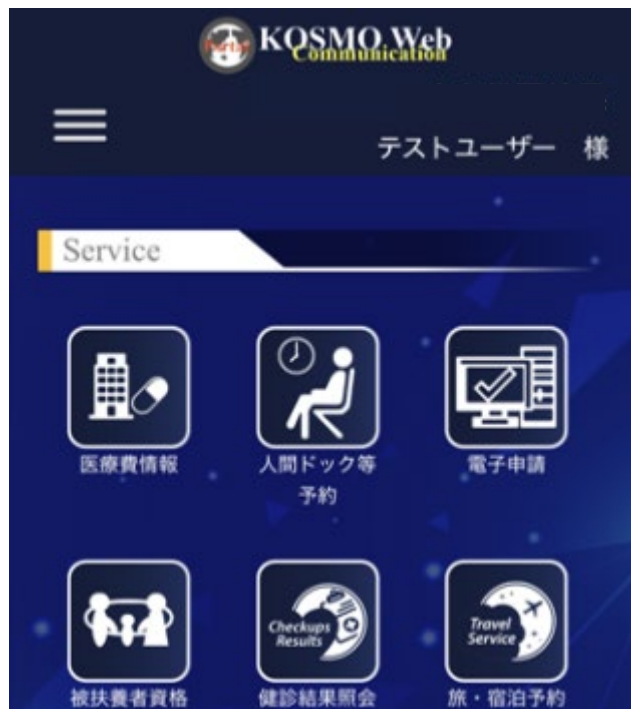 Portal
KOSMO Web
Communication
テストユーザー 様
Service
医療費情報
人間ドック等
予約
電子申請
Checkups
Results
Travel
Service
被扶養者資格
健診結果照会
旅・宿泊予約